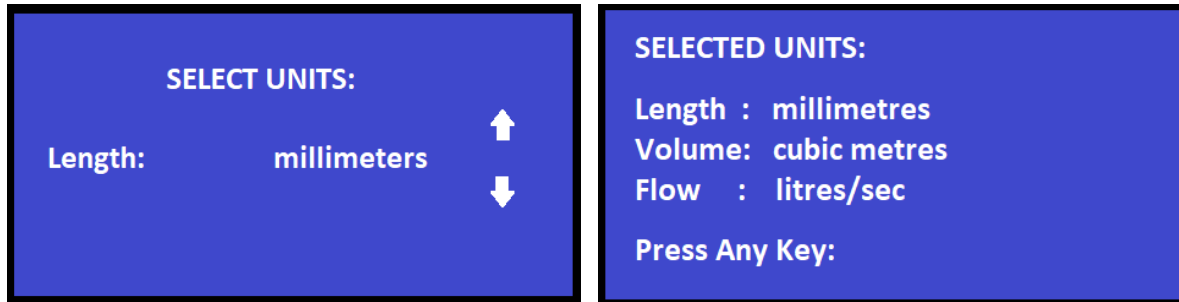 SELECT UNITS:
Length: millimeters
SELECTED UNITS:
Length : millimetres
Volume: cubic metres
Flow : litres/sec
Press Any Key: